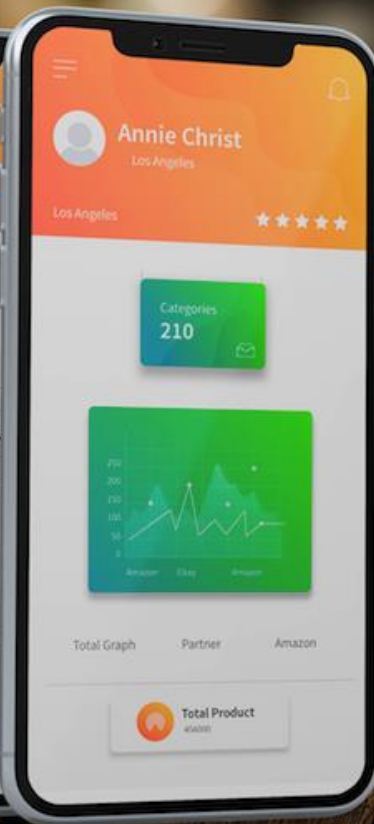 Annie Christ
Los Angeles
Los Angeles
Categories
210
250
200
150
100
50
0
Amazon Ebay Amazon
Total Graph Partner Amazon
Total Product